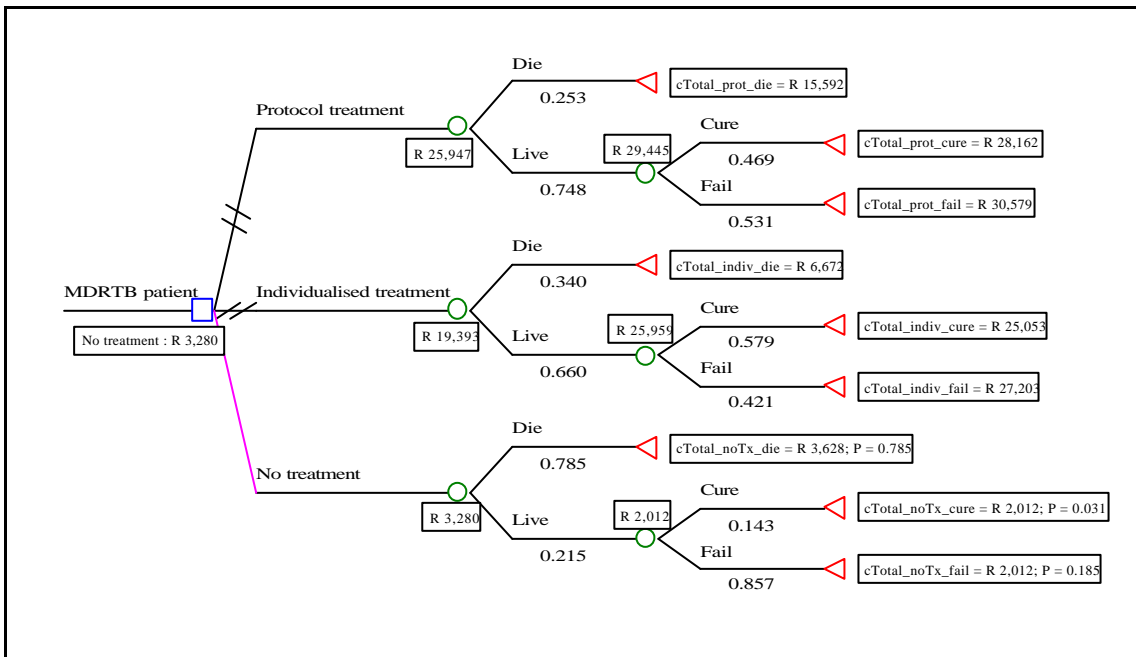 Die
0.253
cTotal_prot_die = R 15,592
Protocol treatment
R 25,947
Live
0.748
R 29,445
Cure
0.469
cTotal_prot_cure = R 28,162
Fail
0.531
cTotal_prot_fail = R 30,579
MDRTB patient
No treatment : R 3,280
Individualised treatment
R 19,393
Die
0.340
cTotal_indiv_die = R 6,672
Live
0.660
R 25,959
Cure
0.579
cTotal_indiv_cure = R 25,053
Fail
0.421
cTotal_indiv_fail = R 27,203
No treatment
R 3,280
Die
0.785
cTotal_noTx_die = R 3,628; P = 0.785
Live
0.215
R 2,012
Cure
0.143
cTotal_noTx_cure = R 2,012; P = 0.031
Fail
0.857
cTotal_noTx_fail = R 2,012; P = 0.185